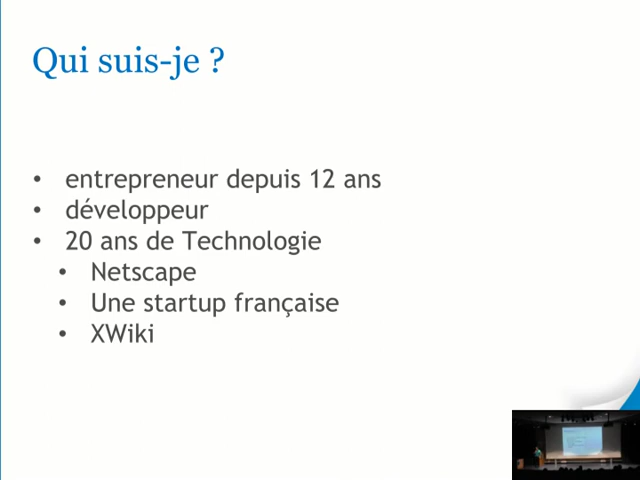 Qui suis-je ?
• entrepreneur depuis 12 ans
• développeur
• 20 ans de Technologie
• Netscape
• Une startup française
• XWiki